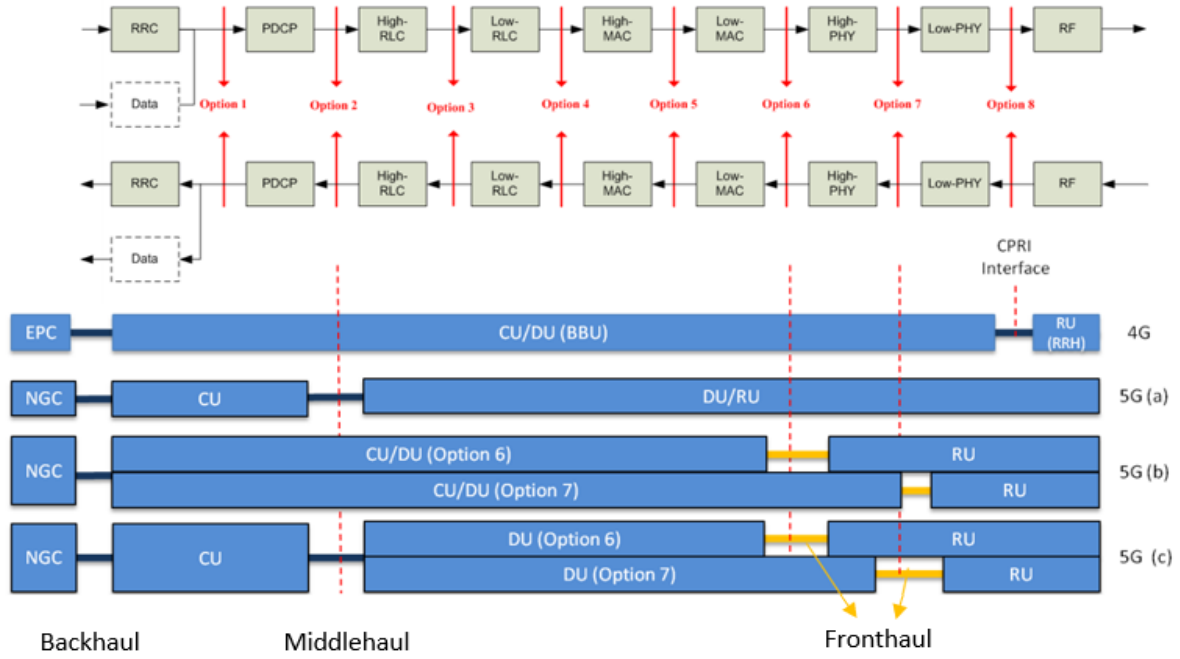 RRC
PDCP
High-
RLC
Low-
RLC
High-
MAC
Low-
MAC
High-
PHY
Low-PHY
RF
Data
Option 1
Option 2
Option 3
Option 4
Option 5
Option 6
Option 7
Option 8
RRC
PDCP
High-
RLC
Low-
RLC
High-
MAC
Low-
MAC
High-
PHY
Low-PHY
RF
Data
CPRI
Interface
EPC
CU/DU (BBU)
RU
(RRH)
4G
NGC
CU
DU/RU
5G (a)
NGC
CU/DU (Option 6)
RU
CU/DU (Option 7)
RU
5G (b)
NGC
CU
DU (Option 6)
RU
DU (Option 7)
RU
5G (c)
Backhaul
Middlehaul
Fronthaul